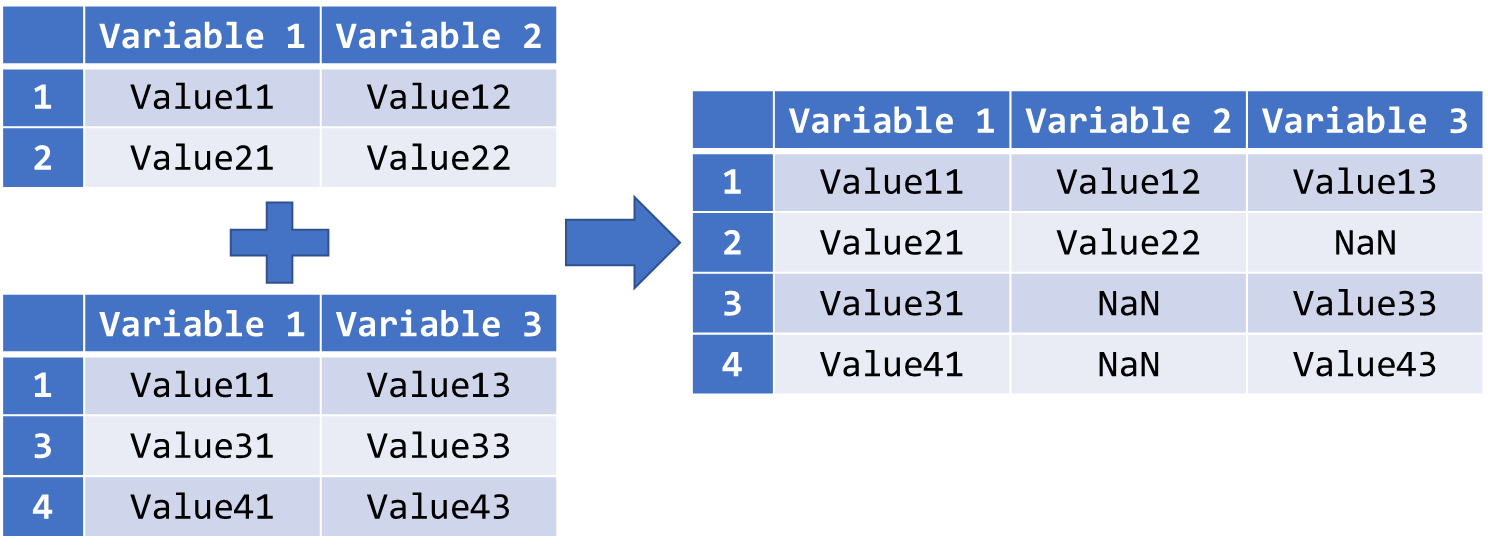 Variable 1 Variable 2
1 Value11 Value12
2 Value21 Value22
Variable 1 Variable 3
1 Value11 Value13
3 Value31 Value33
4 Value41 Value43
Variable 1 Variable 2 Variable 3
1 Value11 Value12 Value13
2 Value21 Value22 NaN
3 Value31 NaN Value33
4 Value41 NaN Value43